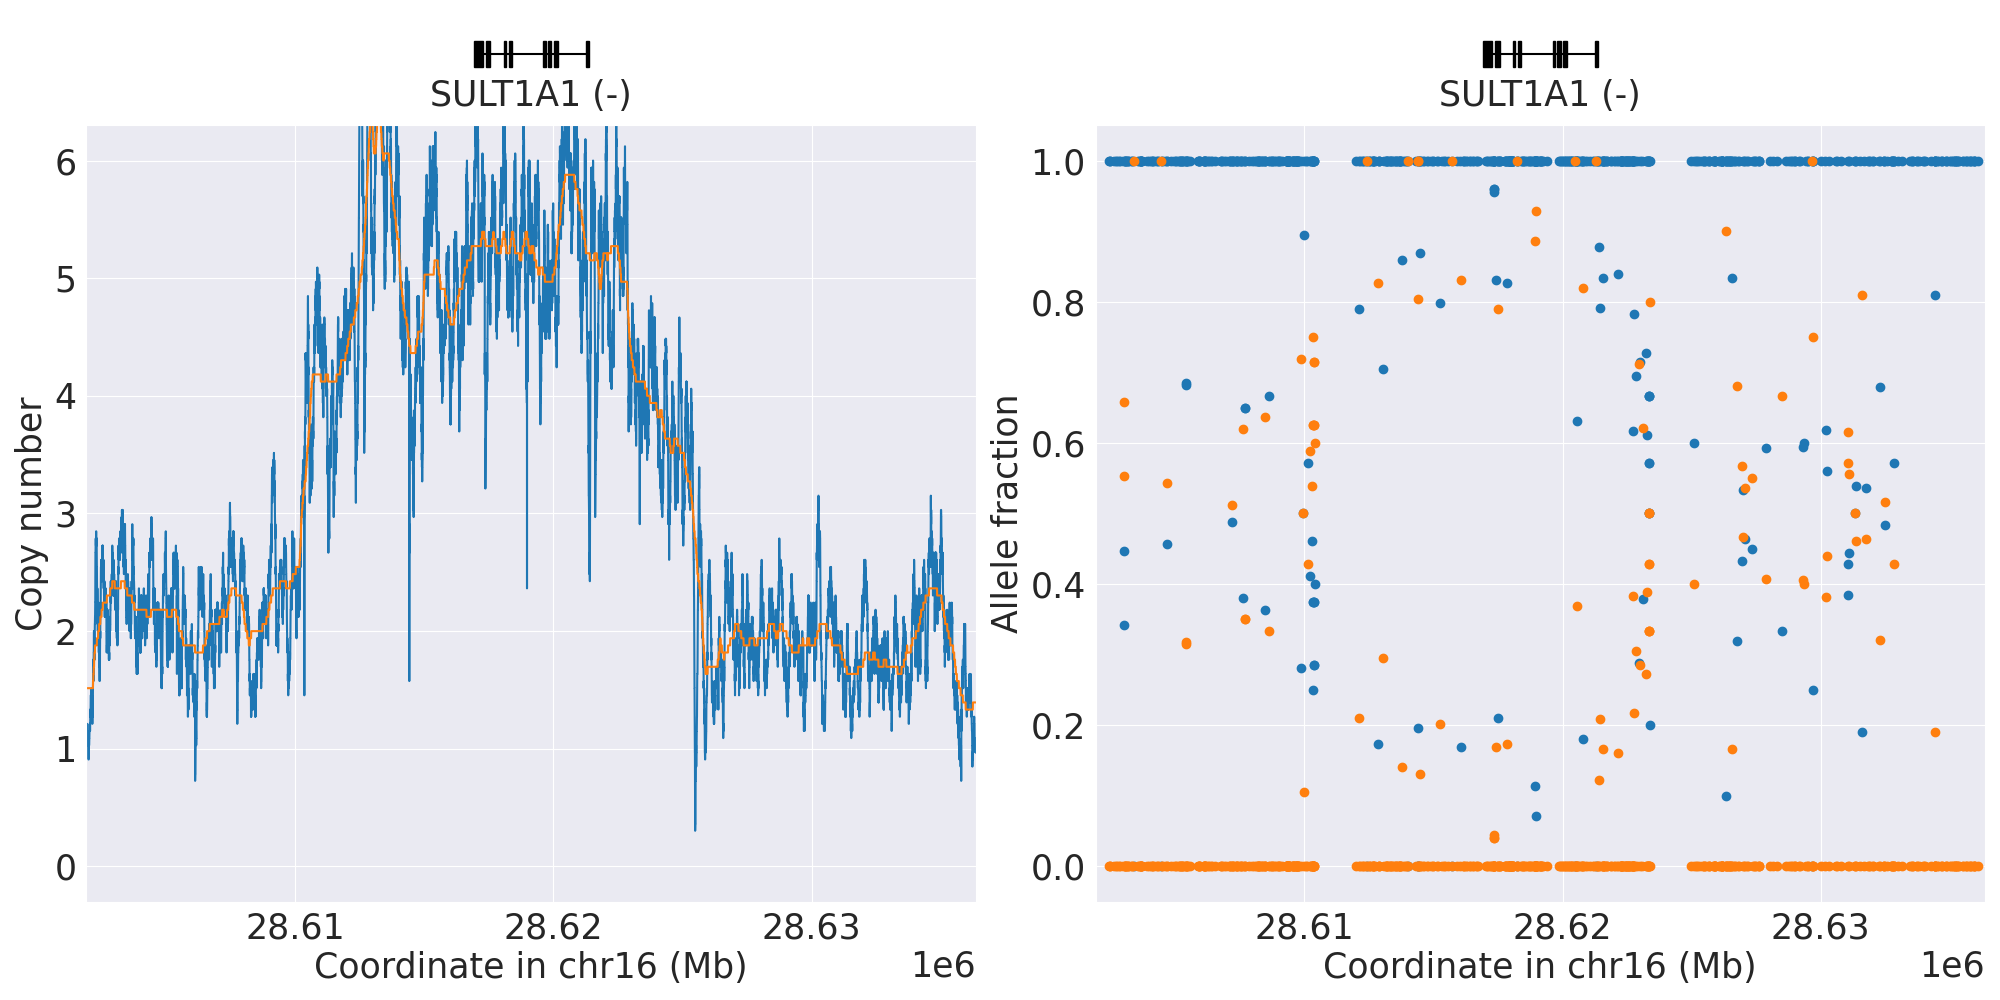 SULT1A1 (-)
6
5
4
3
2
1
0
Copy number
28.61
28.62
28.63
Coordinate in chr16 (Mb)
1e6
SULT1A1 (-)
1.0
0.8
0.6
0.4
0.2
0.0
Allele fraction
28.61
28.62
28.63
Coordinate in chr16 (Mb)
1e6